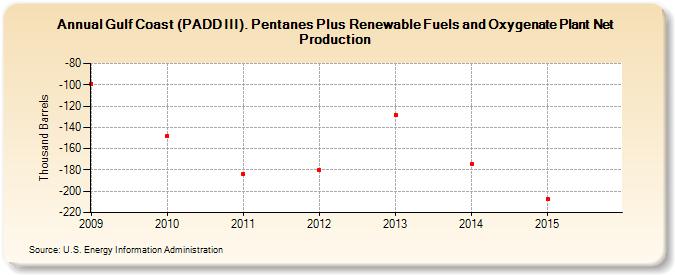 Annual Gulf Coast (PADD III). Pentanes Plus Renewable Fuels and Oxygenate Plant Net
Production
Thousand Barrels
-80
-100
-120
-140
-160
-180
-200
-220
2009 2010 2011 2012 2013 2014 2015
Source: U.S. Energy Information Administration